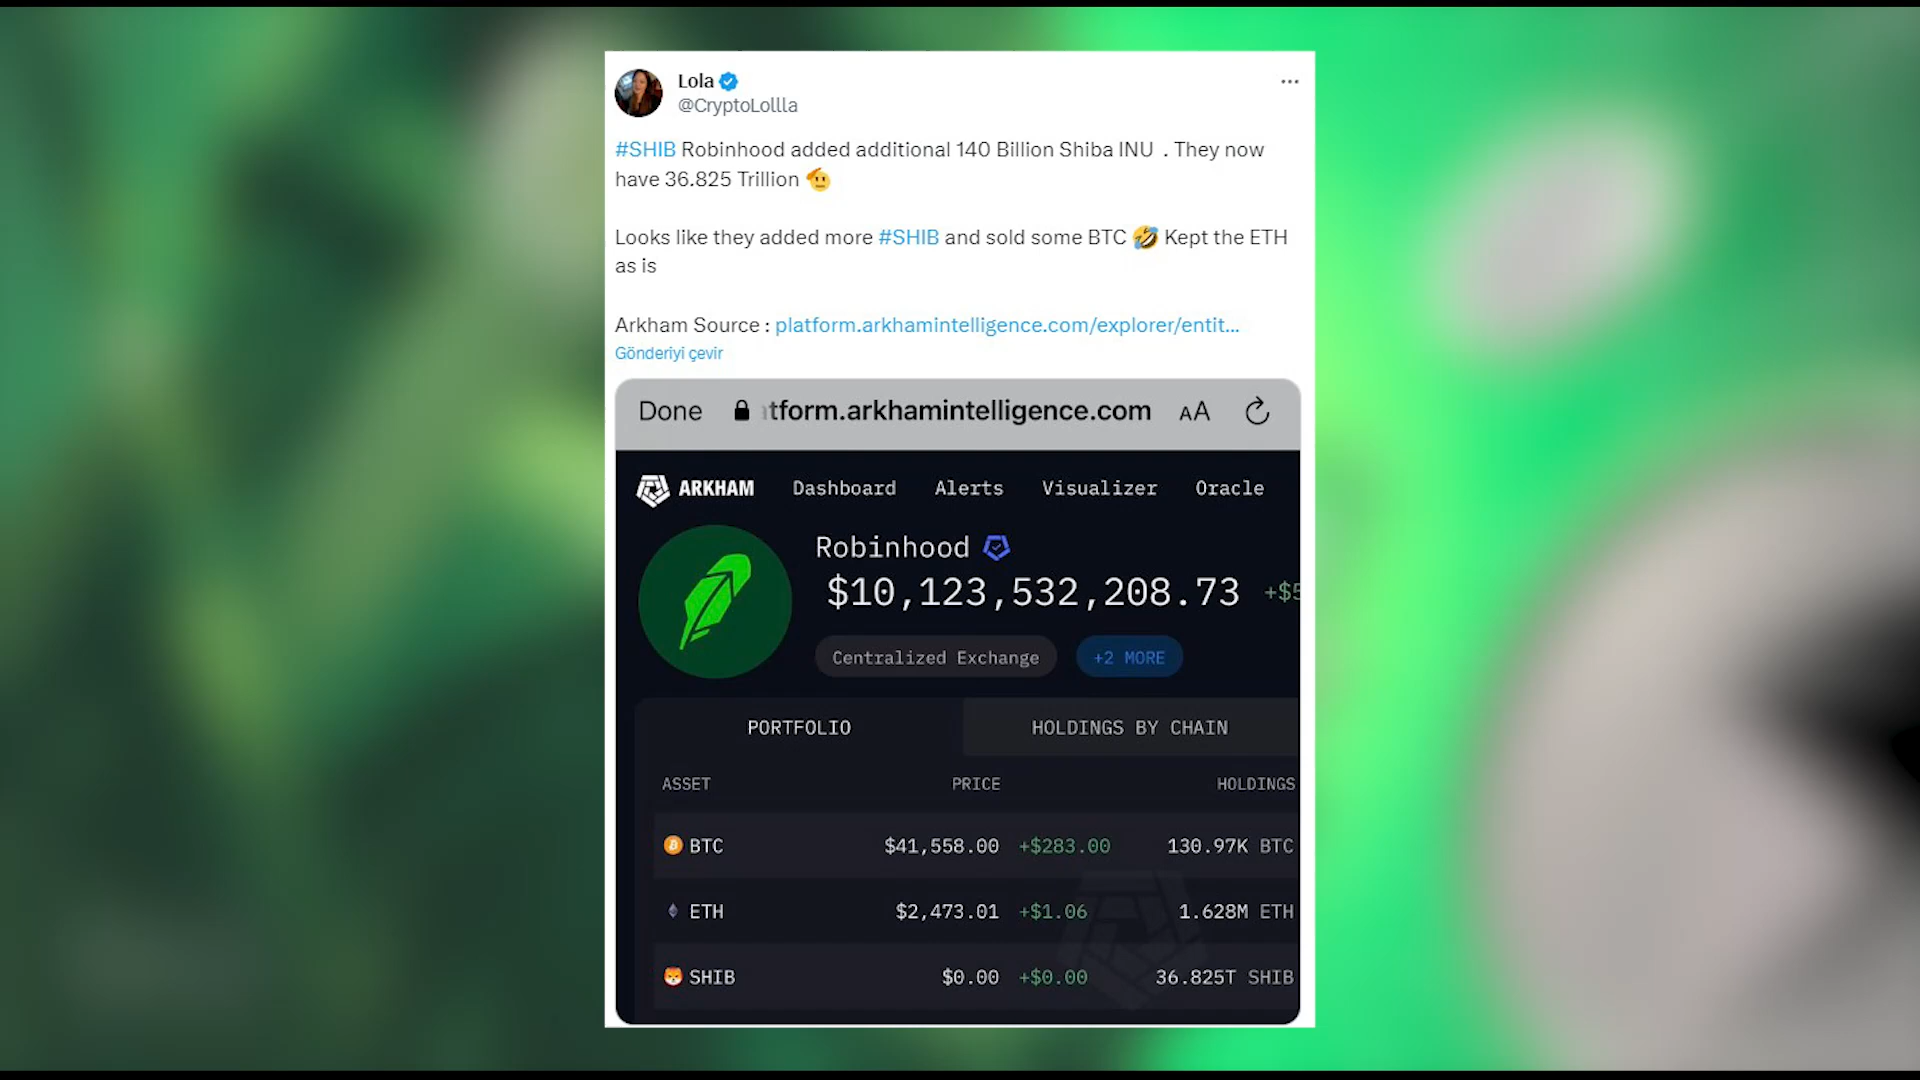 Lola
@CryptoLollla
#SHIB Robinhood added additional 140 Billion Shiba INU . They now
have 36.825 Trillion
Looks like they added more #SHIB and sold some BTC 🤣 Kept the ETH
as is
Arkham Source : platform.arkhamintelligence.com/explorer/entit...
Gönderiyi çevir
Done tform.arkhamintelligence.com AA
ARKHAM Dashboard Alerts Visualizer Oracle
Robinhood
$10,123,532,208.73 +$5
Centralized Exchange +2 MORE
PORTFOLIO HOLDINGS BY CHAIN
ASSET PRICE HOLDINGS
BTC $41,558.00 +$283.00 130.97K BTC
ETH $2,473.01 +$1.06 1.628M ETH
SHIB $0.00 +$0.00 36.825T SHIB